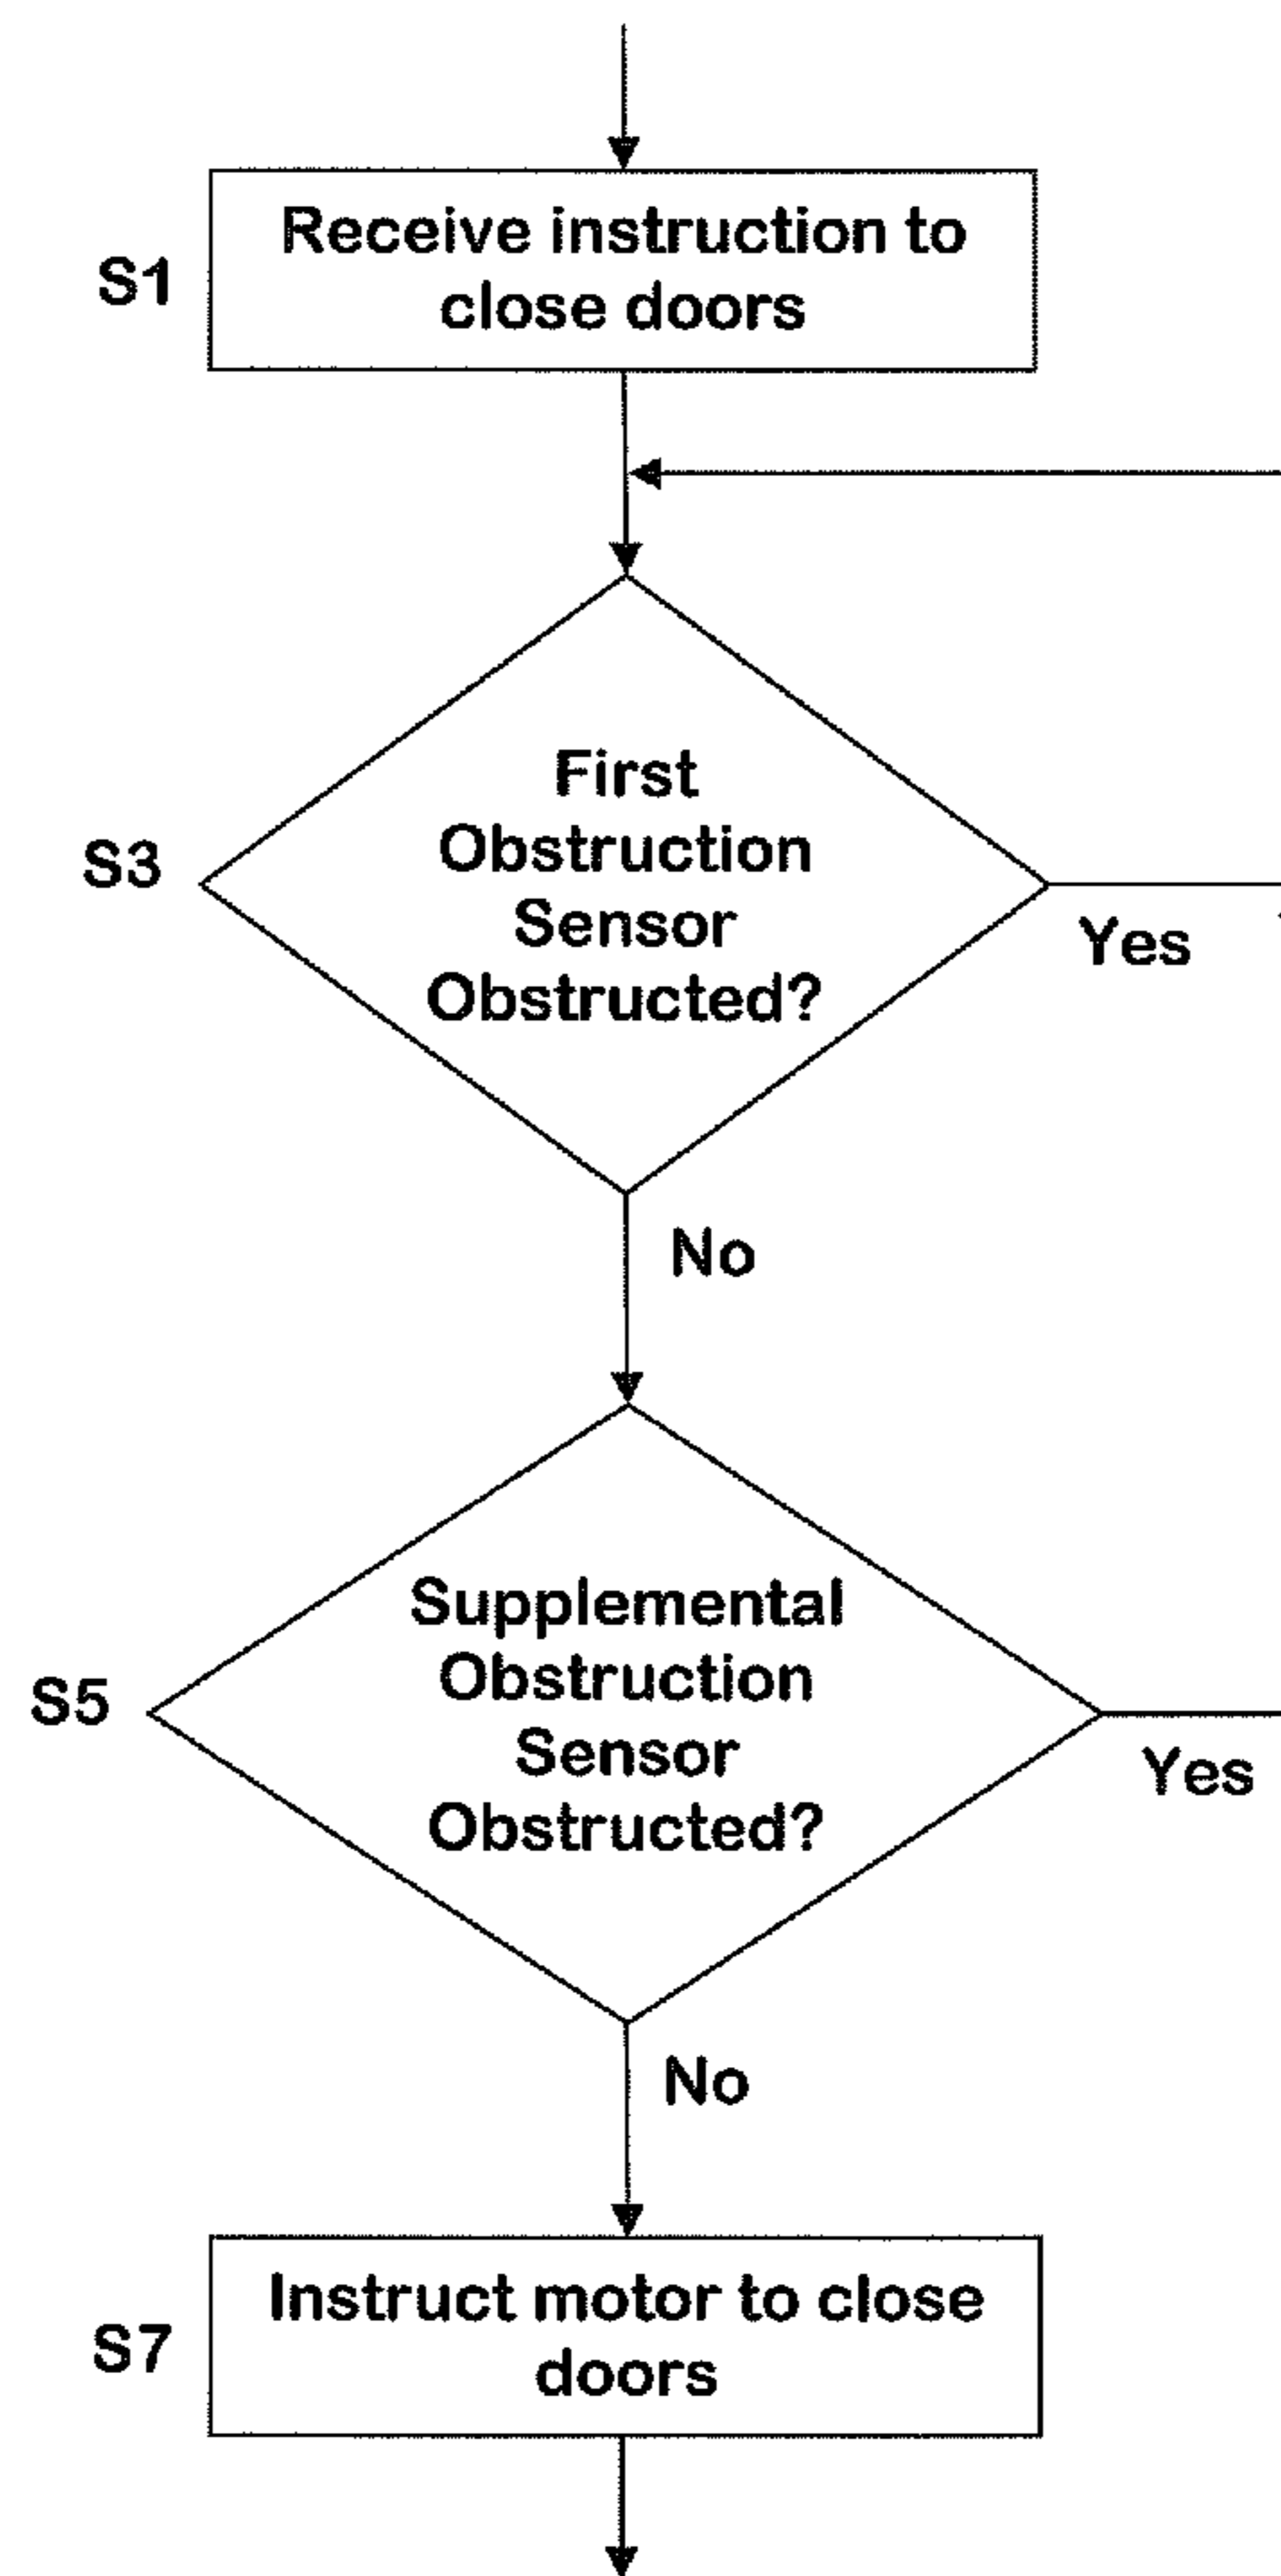 S1
Receive instruction to
close doors
S3
First
Obstruction
Sensor
Obstructed?
Yes
No
S5
Supplemental
Obstruction
Sensor
Obstructed?
Yes
No
S7
Instruct motor to close
doors